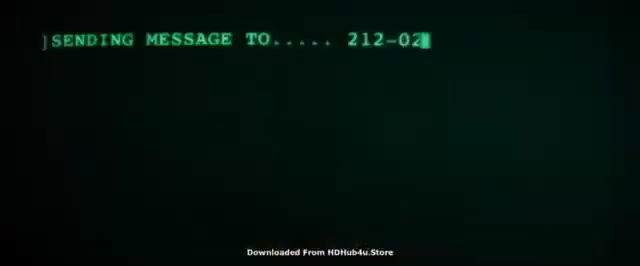 ]SENDING MESSAGE TO..... 212-02
Downloaded From HDHub4u.Store